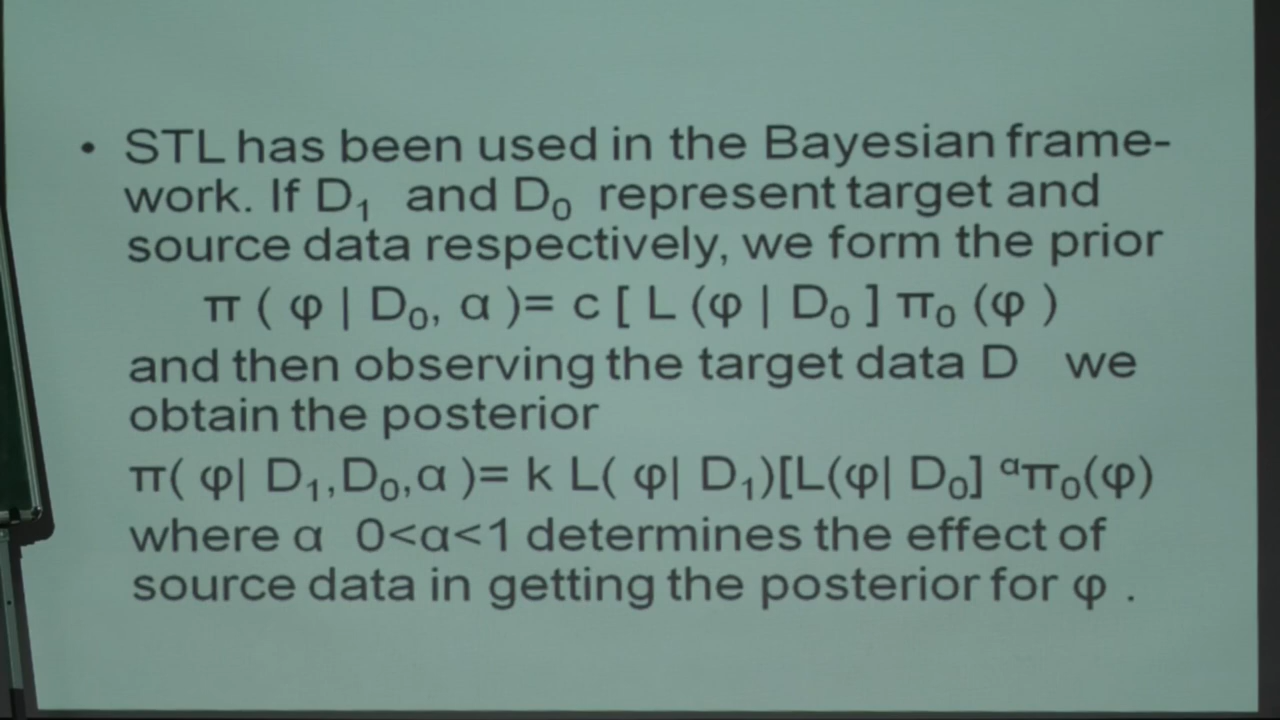 • STL has been used in the Bayesian frame-
work. If D₁ and D₀ represent target and
source data respectively, we form the prior
π ( φ | D₀, α )= c [ L (φ | D₀ ] π₀ (φ )
and then observing the target data D we
obtain the posterior
π( φ| D₁,D₀,α )= k L( φ| D₁)[L(φ| D₀] ᵅπ₀(φ)
where α 0<α<1 determines the effect of
source data in getting the posterior for φ .